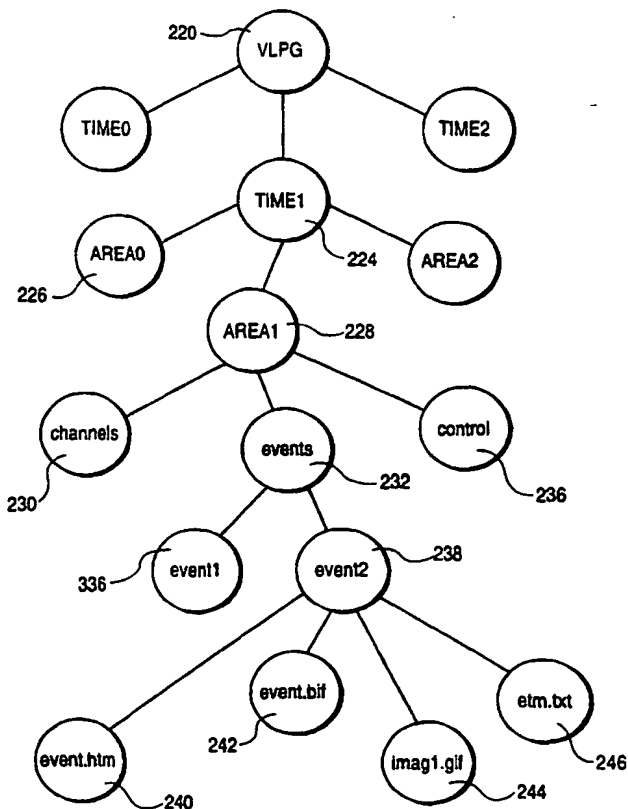 220
VLPG
TIME0
TIME2
TIME1
224
AREA0
226
AREA2
AREA1
228
channels
230
events
232
control
236
event1
336
event2
238
event.bif
242
etm.txt
246
event.htm
240
imag1.gif
244